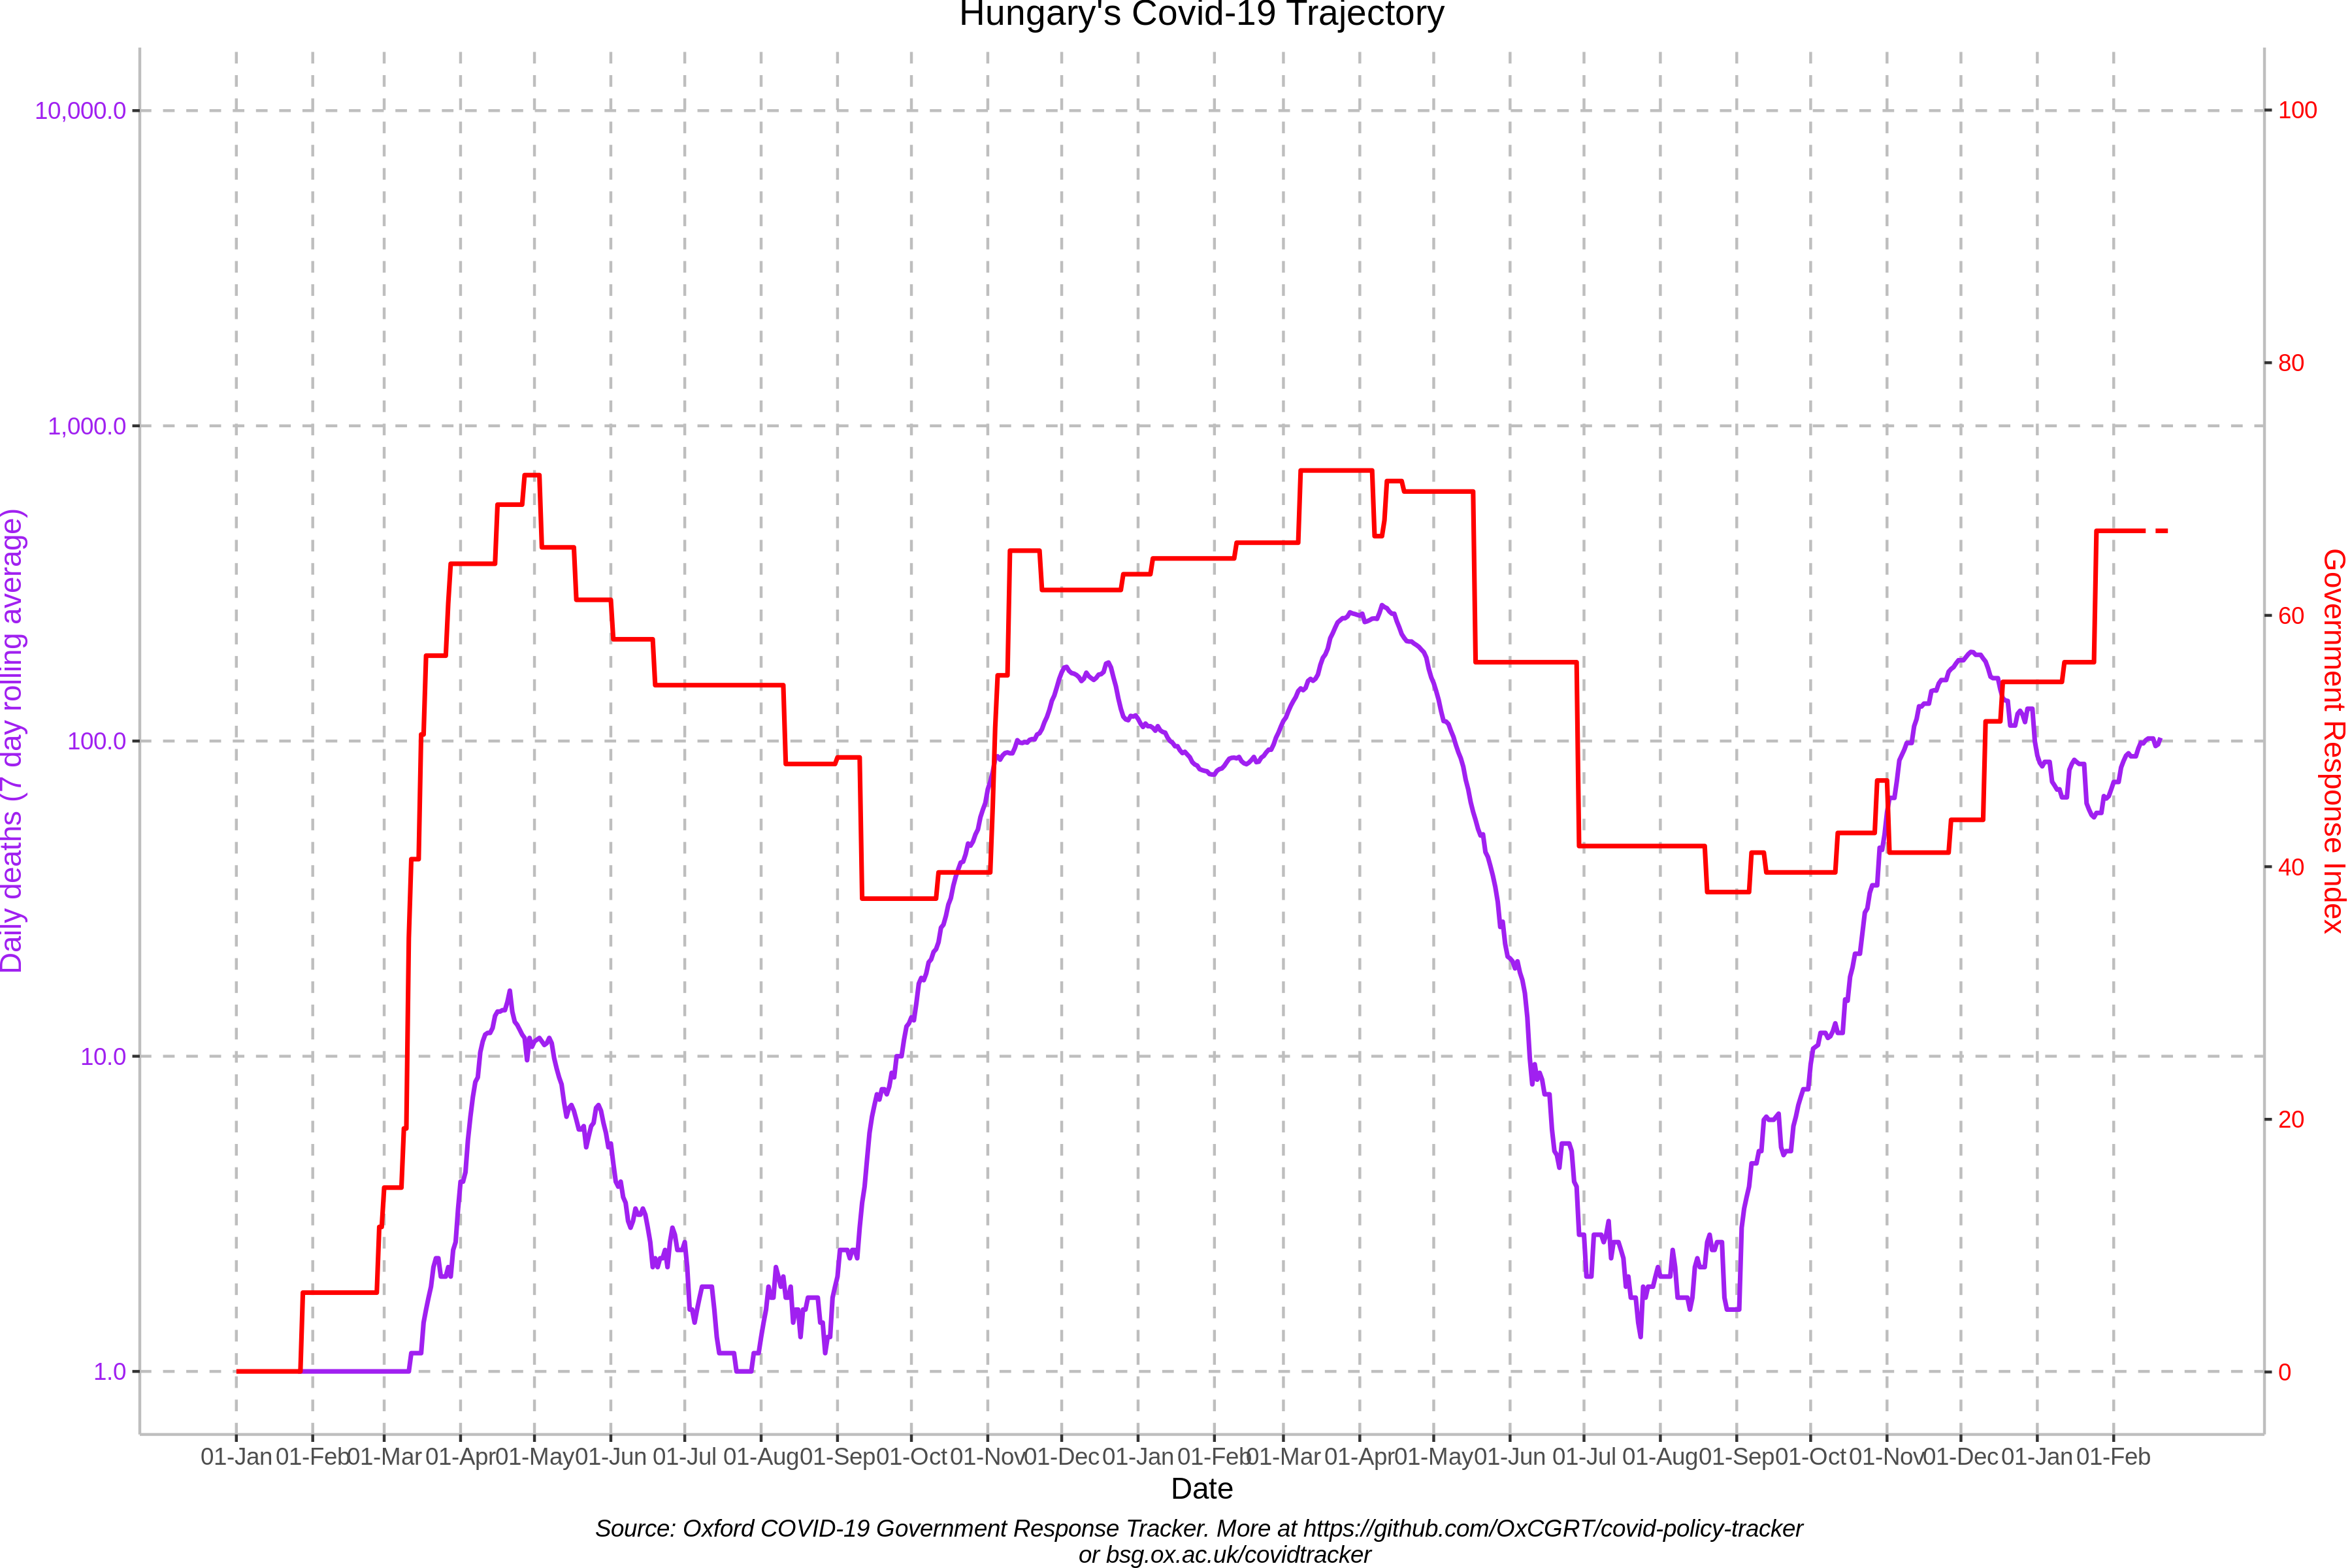 Hungary's Covid-19 Trajectory
10,000.0
1,000.0
100.0
10.0
1.0
Daily deaths (7 day rolling average)
100
80
60
40
20
0
Government Response Index
01-Jan 01-Feb 01-Mar 01-Apr 01-May 01-Jun 01-Jul 01-Aug 01-Sep 01-Oct 01-Nov 01-Dec 01-Jan 01-Feb 01-Mar 01-Apr 01-May 01-Jun 01-Jul 01-Aug 01-Sep 01-Oct 01-Nov 01-Dec 01-Jan 01-Feb
Date
Source: Oxford COVID-19 Government Response Tracker. More at https://github.com/OxCGRT/covid-policy-tracker
or bsg.ox.ac.uk/covidtracker